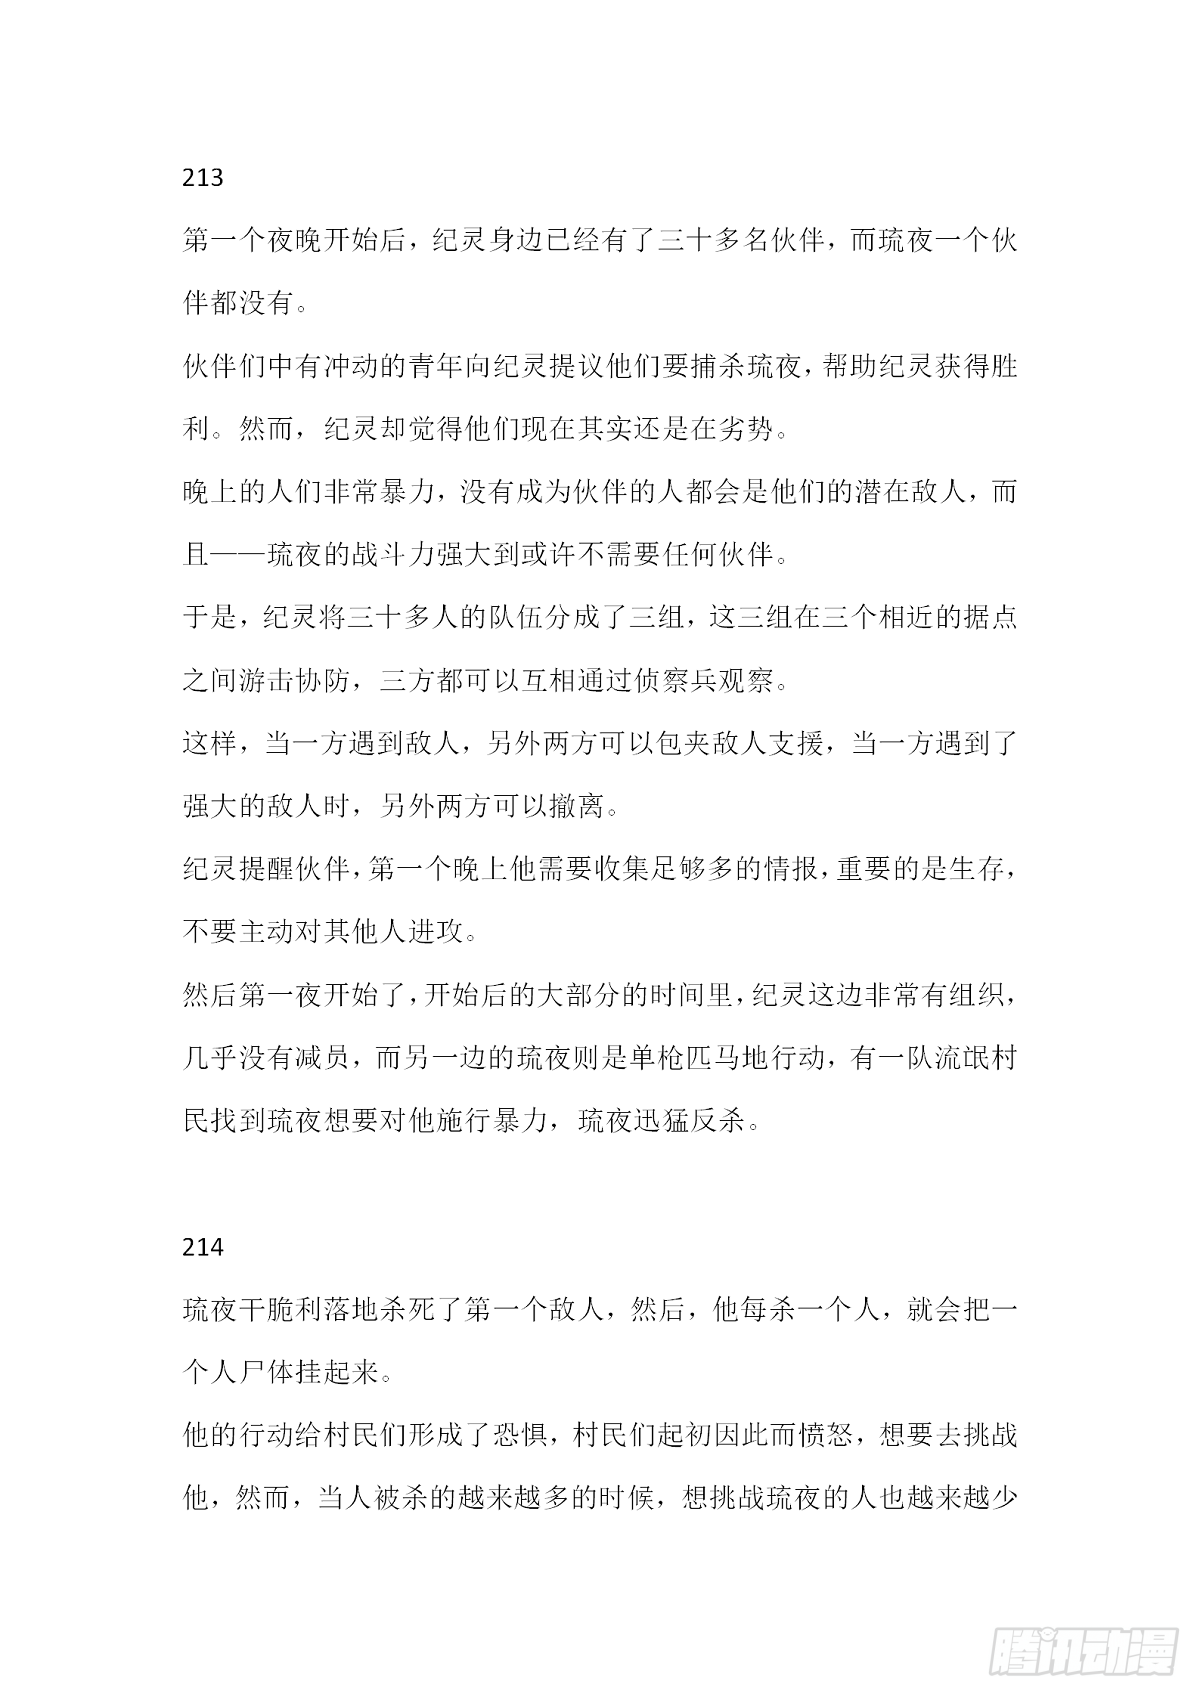 213
第一个夜晚开始后，纪灵身边已经有了三十多名伙伴，而琉夜一个伙
伴都没有。
伙伴们中有冲动的青年向纪灵提议他们要捕杀琉夜，帮助纪灵获得胜
利。然而，纪灵却觉得他们现在其实还是在劣势。
晚上的人们非常暴力，没有成为伙伴的人都会是他们的潜在敌人，而
且——琉夜的战斗力强大到或许不需要任何伙伴。
于是，纪灵将三十多人的队伍分成了三组，这三组在三个相近的据点
之间游击协防，三方都可以互相通过侦察兵观察。
这样，当一方遇到敌人，另外两方可以包夹敌人支援，当一方遇到了
强大的敌人时，另外两方可以撤离。
纪灵提醒伙伴，第一个晚上他需要收集足够多的情报，重要的是生存，
不要主动对其他人进攻。
然后第一夜开始了，开始后的大部分的时间里，纪灵这边非常有组织，
几乎没有减员，而另一边的琉夜则是单枪匹马地行动，有一队流氓村
民找到琉夜想要对他施行暴力，琉夜迅猛反杀。
214
琉夜干脆利落地杀死了第一个敌人，然后，他每杀一个人，就会把一
个人尸体挂起来。
他的行动给村民们形成了恐惧，村民们起初因此而愤怒，想要去挑战
他，然而，当人被杀的越来越多的时候，想挑战琉夜的人也越来越少
腾讯动漫